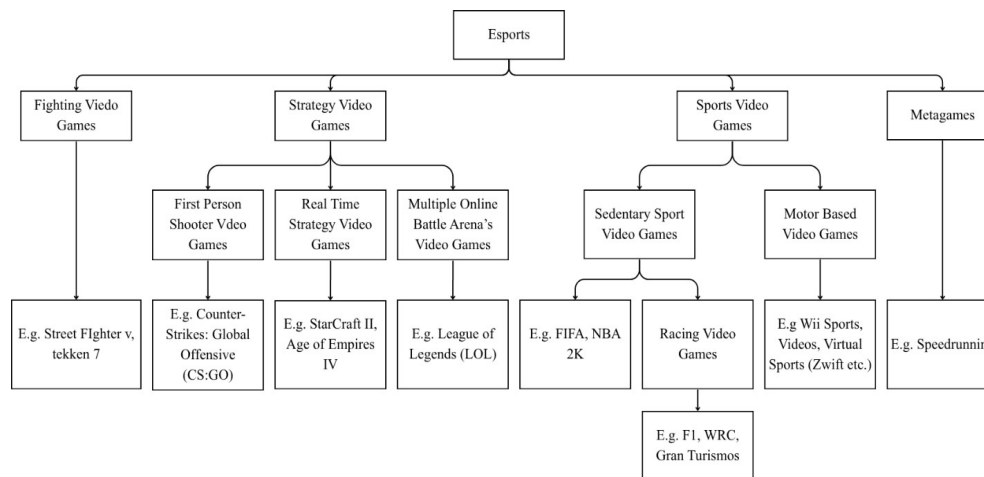 Esports
Fighting Viedo
Games
Strategy Video
Games
Sports Video
Games
Metagames
First Person
Shooter Vdeo
Games
Real Time
Strategy Video
Games
Multiple Online
Battle Arena's
Video Games
Sedentary Sport
Video Games
Motor Based
Video Games
E.g. Street FIghter v,
tekken 7
E.g. Counter-
Strikes: Global
Offensive
(CS:GO)
E.g. StarCraft II,
Age of Empires
IV
E.g. League of
Legends (LOL)
E.g. FIFA, NBA
2K
Racing Video
Games
E.g Wii Sports,
Videos, Virtual
Sports (Zwift etc.)
E.g. Speedrunnin
E.g. F1, WRC,
Gran Turismos